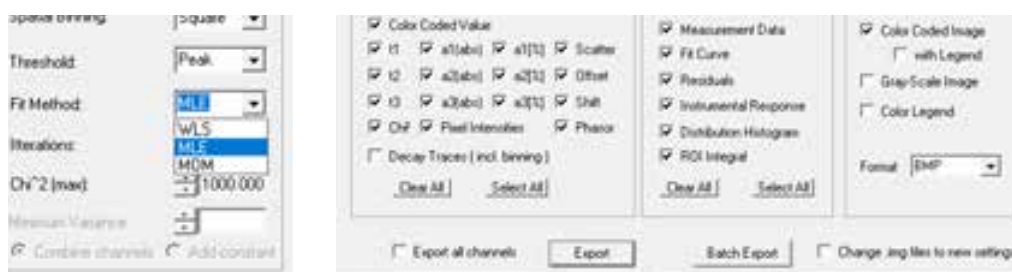 Spatial Binning: Square
Threshold: Peak
Fit Method: MLE
WLS
MLE
MOM
Iterations:
Chi^2 (max): 1000.000
Minimum Variance
Combine channels Add constant
Color Coded Value
t1 a1(abs) a1[%] Scatter
t2 a2(abs) a2[%] Offset
t3 a3(abs) a3[%] Shift
Chi² Pixel Intensities Phasor
Decay Traces ( incl. binning )
Clear All Select All
Export all channels Export
Measurement Data
Fit Curve
Residuals
Instrumental Response
Distribution Histogram
ROI Integral
Clear All Select All
Batch Export
Color Coded Image
with Legend
Gray-Scale Image
Color Legend
Format BMP
Change .img files to new settings